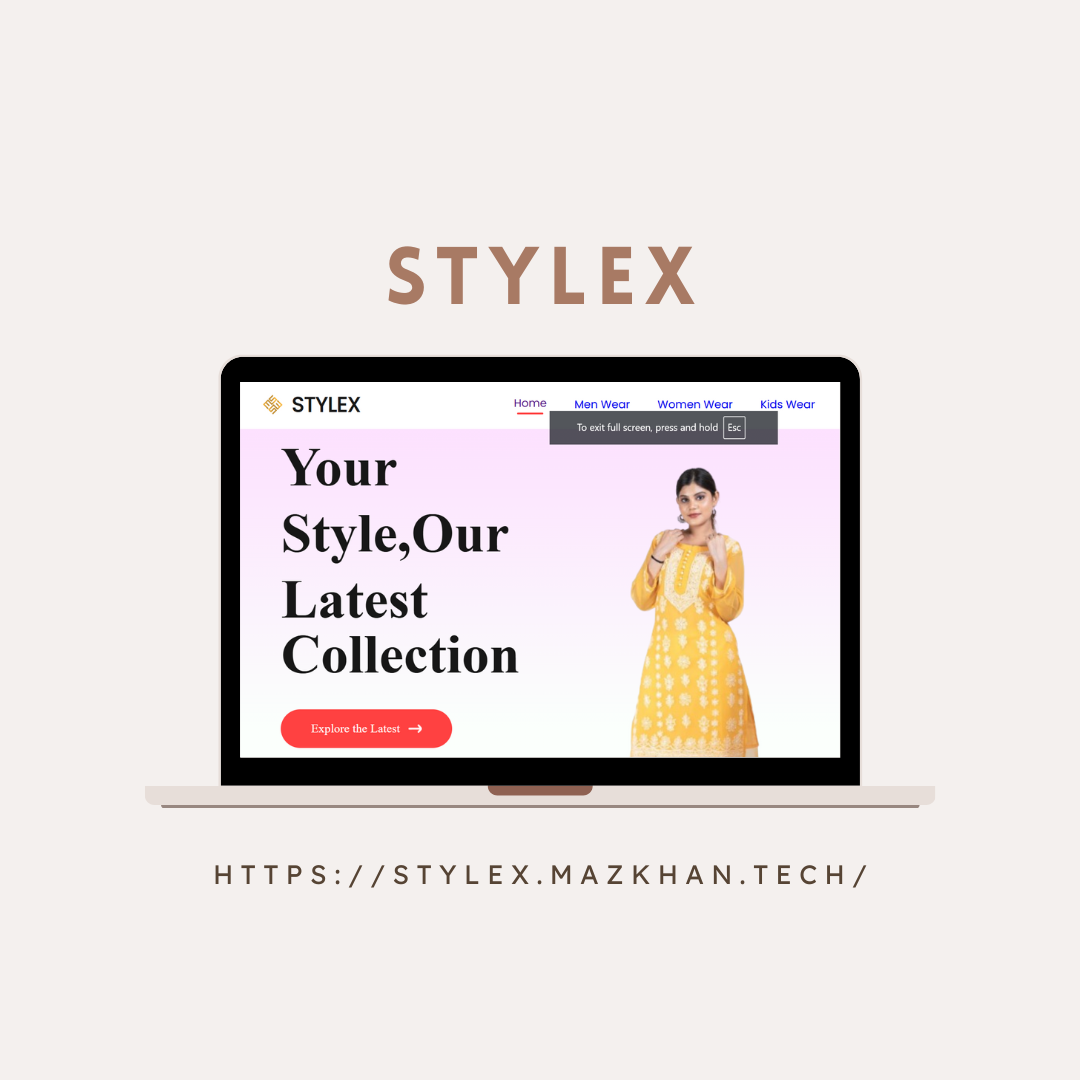 STYLEX
STYLEX
Home Men Wear Women Wear Kids Wear
To exit full screen, press and hold Esc
Your
Style,Our
Latest
Collection
Explore the Latest →
HTTPS://STYLEX.MAZKHAN.TECH/